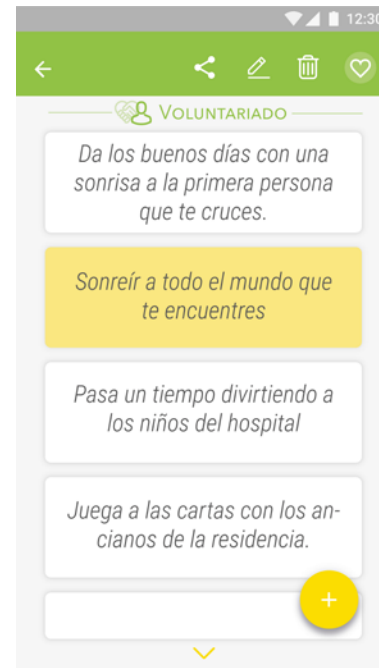 12:30
VOLUNTARIADO
Da los buenos días con una
sonrisa a la primera persona
que te cruces.
Sonreír a todo el mundo que
te encuentres
Pasa un tiempo divirtiendo a
los niños del hospital
Juega a las cartas con los an-
cianos de la residencia.
+